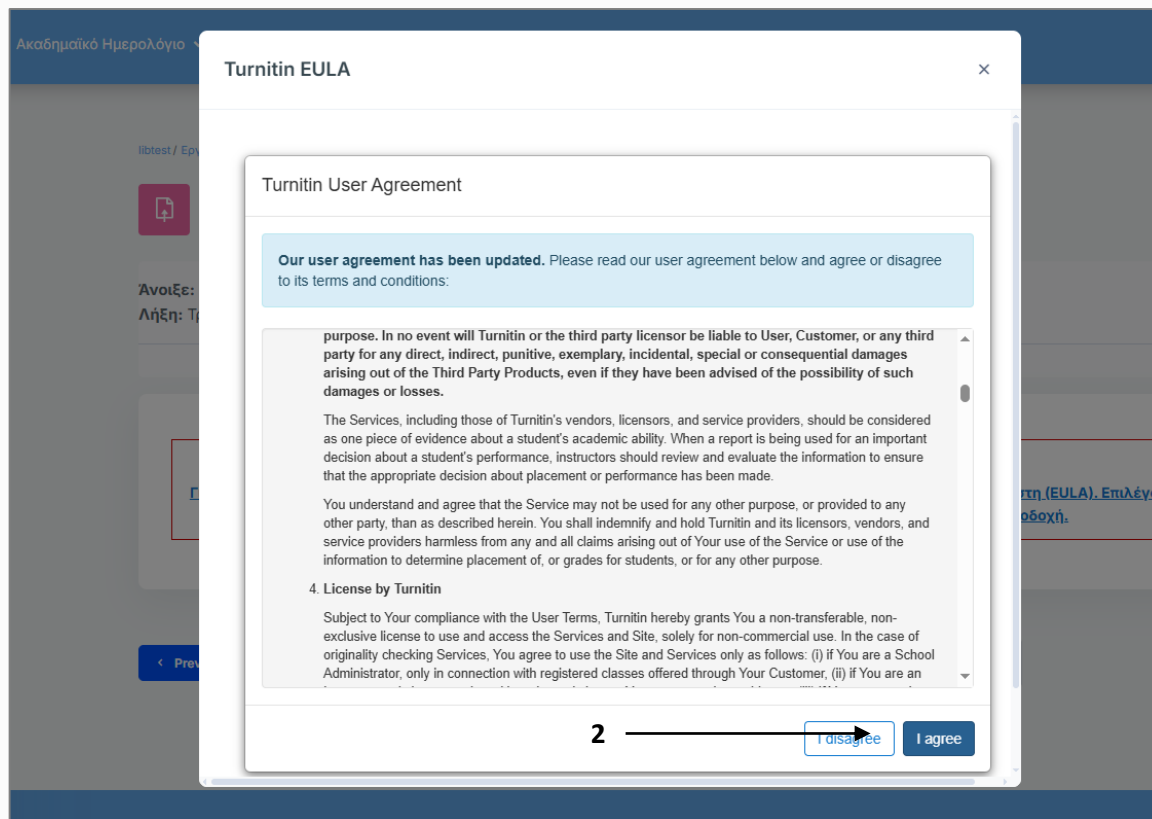 Ακαδημαϊκό Ημερολόγιο
Turnitin EULA
×
libtest / Εργ
Turnitin User Agreement
Our user agreement has been updated. Please read our user agreement below and agree or disagree
to its terms and conditions:
Άνοιξε:
Λήξη:
purpose. In no event will Turnitin or the third party licensor be liable to User, Customer, or any third
party for any direct, indirect, punitive, exemplary, incidental, special or consequential damages
arising out of the Third Party Products, even if they have been advised of the possibility of such
damages or losses.
The Services, including those of Turnitin's vendors, licensors, and service providers, should be considered
as one piece of evidence about a student's academic ability. When a report is being used for an important
decision about a student's performance, instructors should review and evaluate the information to ensure
that the appropriate decision about placement or performance has been made.
You understand and agree that the Service may not be used for any other purpose, or provided to any
other party, than as described herein. You shall indemnify and hold Turnitin and its licensors, vendors, and
service providers harmless from any and all claims arising out of Your use of the Service or use of the
information to determine placement of, or grades for students, or for any other purpose.
4. License by Turnitin
Subject to Your compliance with the User Terms, Turnitin hereby grants You a non-transferable, non-
exclusive license to use and access the Services and Site, solely for non-commercial use. In the case of
originality checking Services, You agree to use the Site and Services only as follows: (i) if You are a School
Administrator, only in connection with registered classes offered through Your Customer, (ii) if You are an
στη (EULA). Επιλέγο
οδοχή.
Prev
2
I disagree
I agree